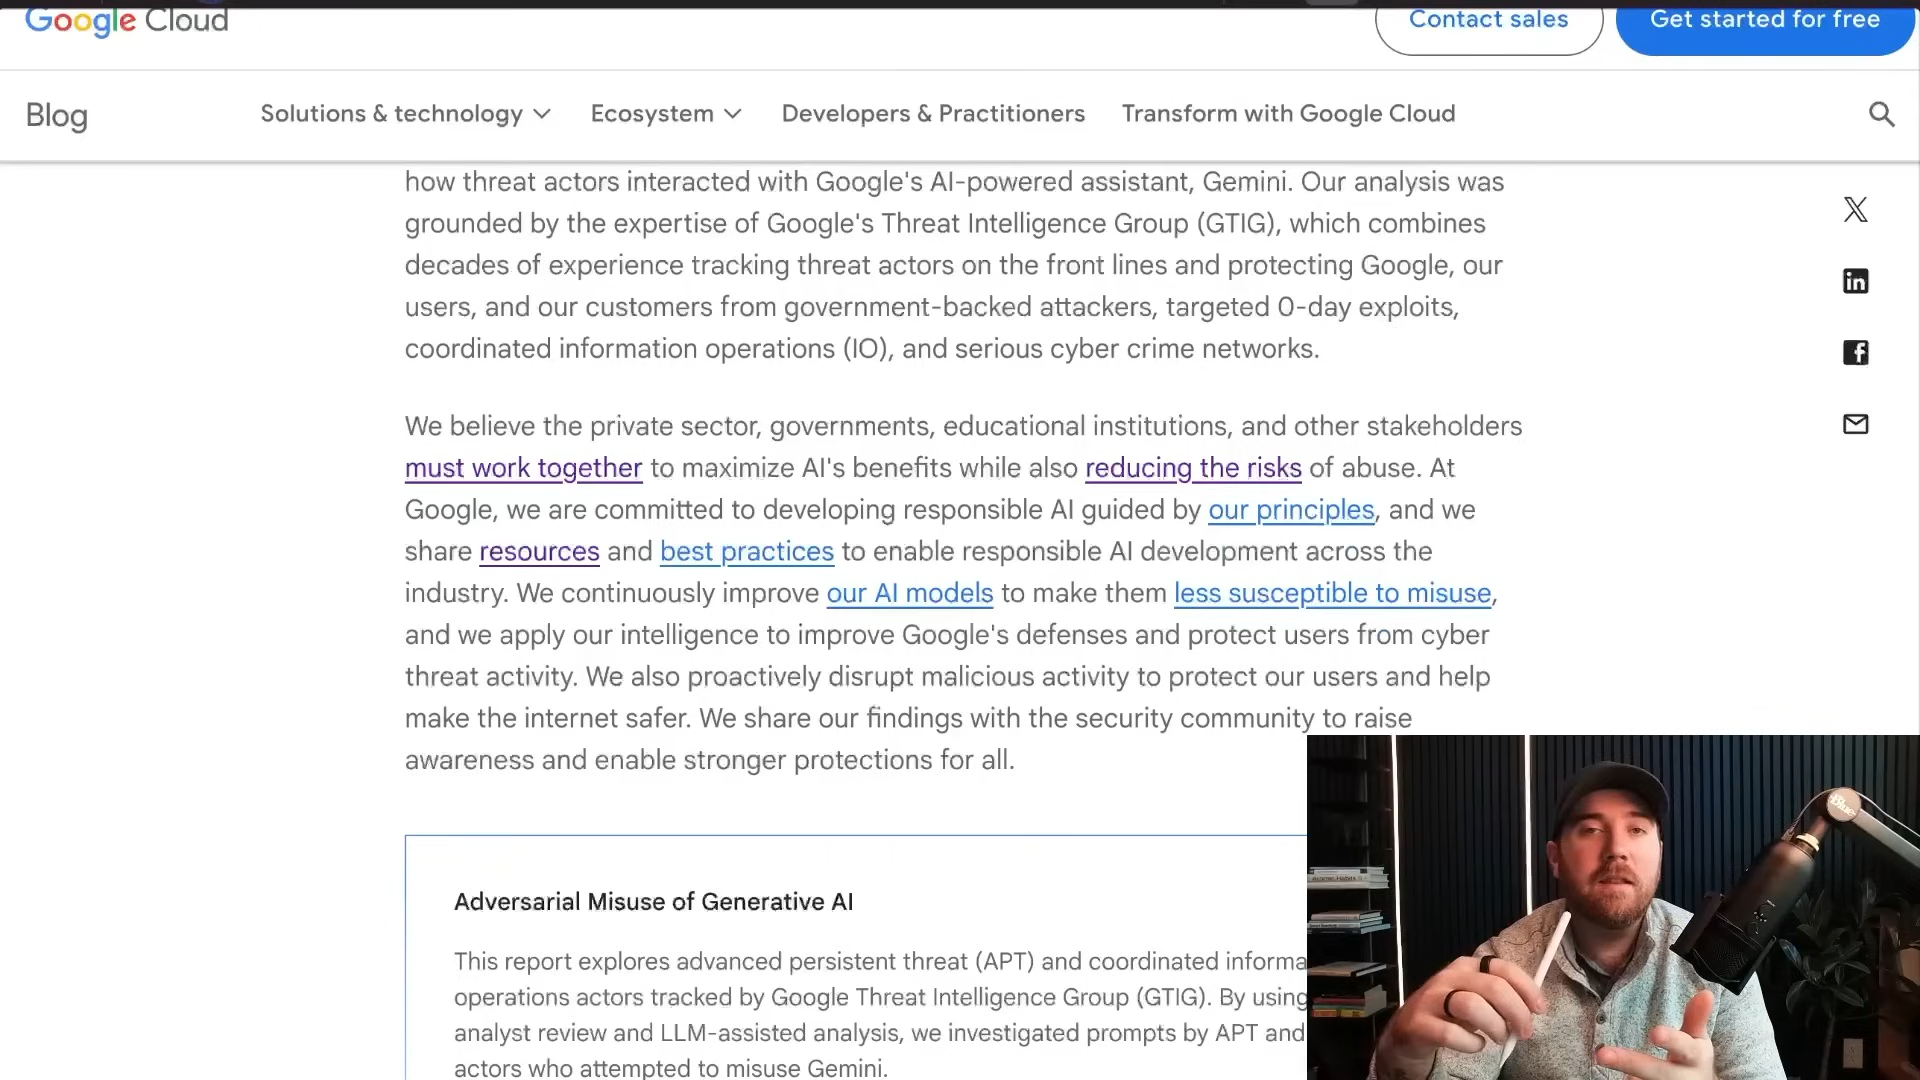 Google Cloud
Contact sales
Get started for free
Blog
Solutions & technology
Ecosystem
Developers & Practitioners
Transform with Google Cloud
how threat actors interacted with Google's AI-powered assistant, Gemini. Our analysis was
grounded by the expertise of Google's Threat Intelligence Group (GTIG), which combines
decades of experience tracking threat actors on the front lines and protecting Google, our
users, and our customers from government-backed attackers, targeted 0-day exploits,
coordinated information operations (IO), and serious cyber crime networks.
We believe the private sector, governments, educational institutions, and other stakeholders
must work together to maximize AI's benefits while also reducing the risks of abuse. At
Google, we are committed to developing responsible AI guided by our principles, and we
share resources and best practices to enable responsible AI development across the
industry. We continuously improve our AI models to make them less susceptible to misuse,
and we apply our intelligence to improve Google's defenses and protect users from cyber
threat activity. We also proactively disrupt malicious activity to protect our users and help
make the internet safer. We share our findings with the security community to raise
awareness and enable stronger protections for all.
Adversarial Misuse of Generative AI
This report explores advanced persistent threat (APT) and coordinated informa
operations actors tracked by Google Threat Intelligence Group (GTIG). By using
analyst review and LLM-assisted analysis, we investigated prompts by APT and
actors who attempted to misuse Gemini.
Blue